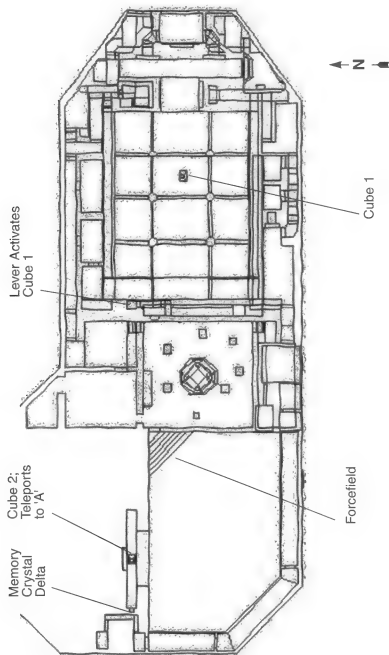 Memory
Crystal
Delta
Cube 2;
Teleports
to 'A'
Lever Activates
Cube 1
Forcefield
Cube 1
N